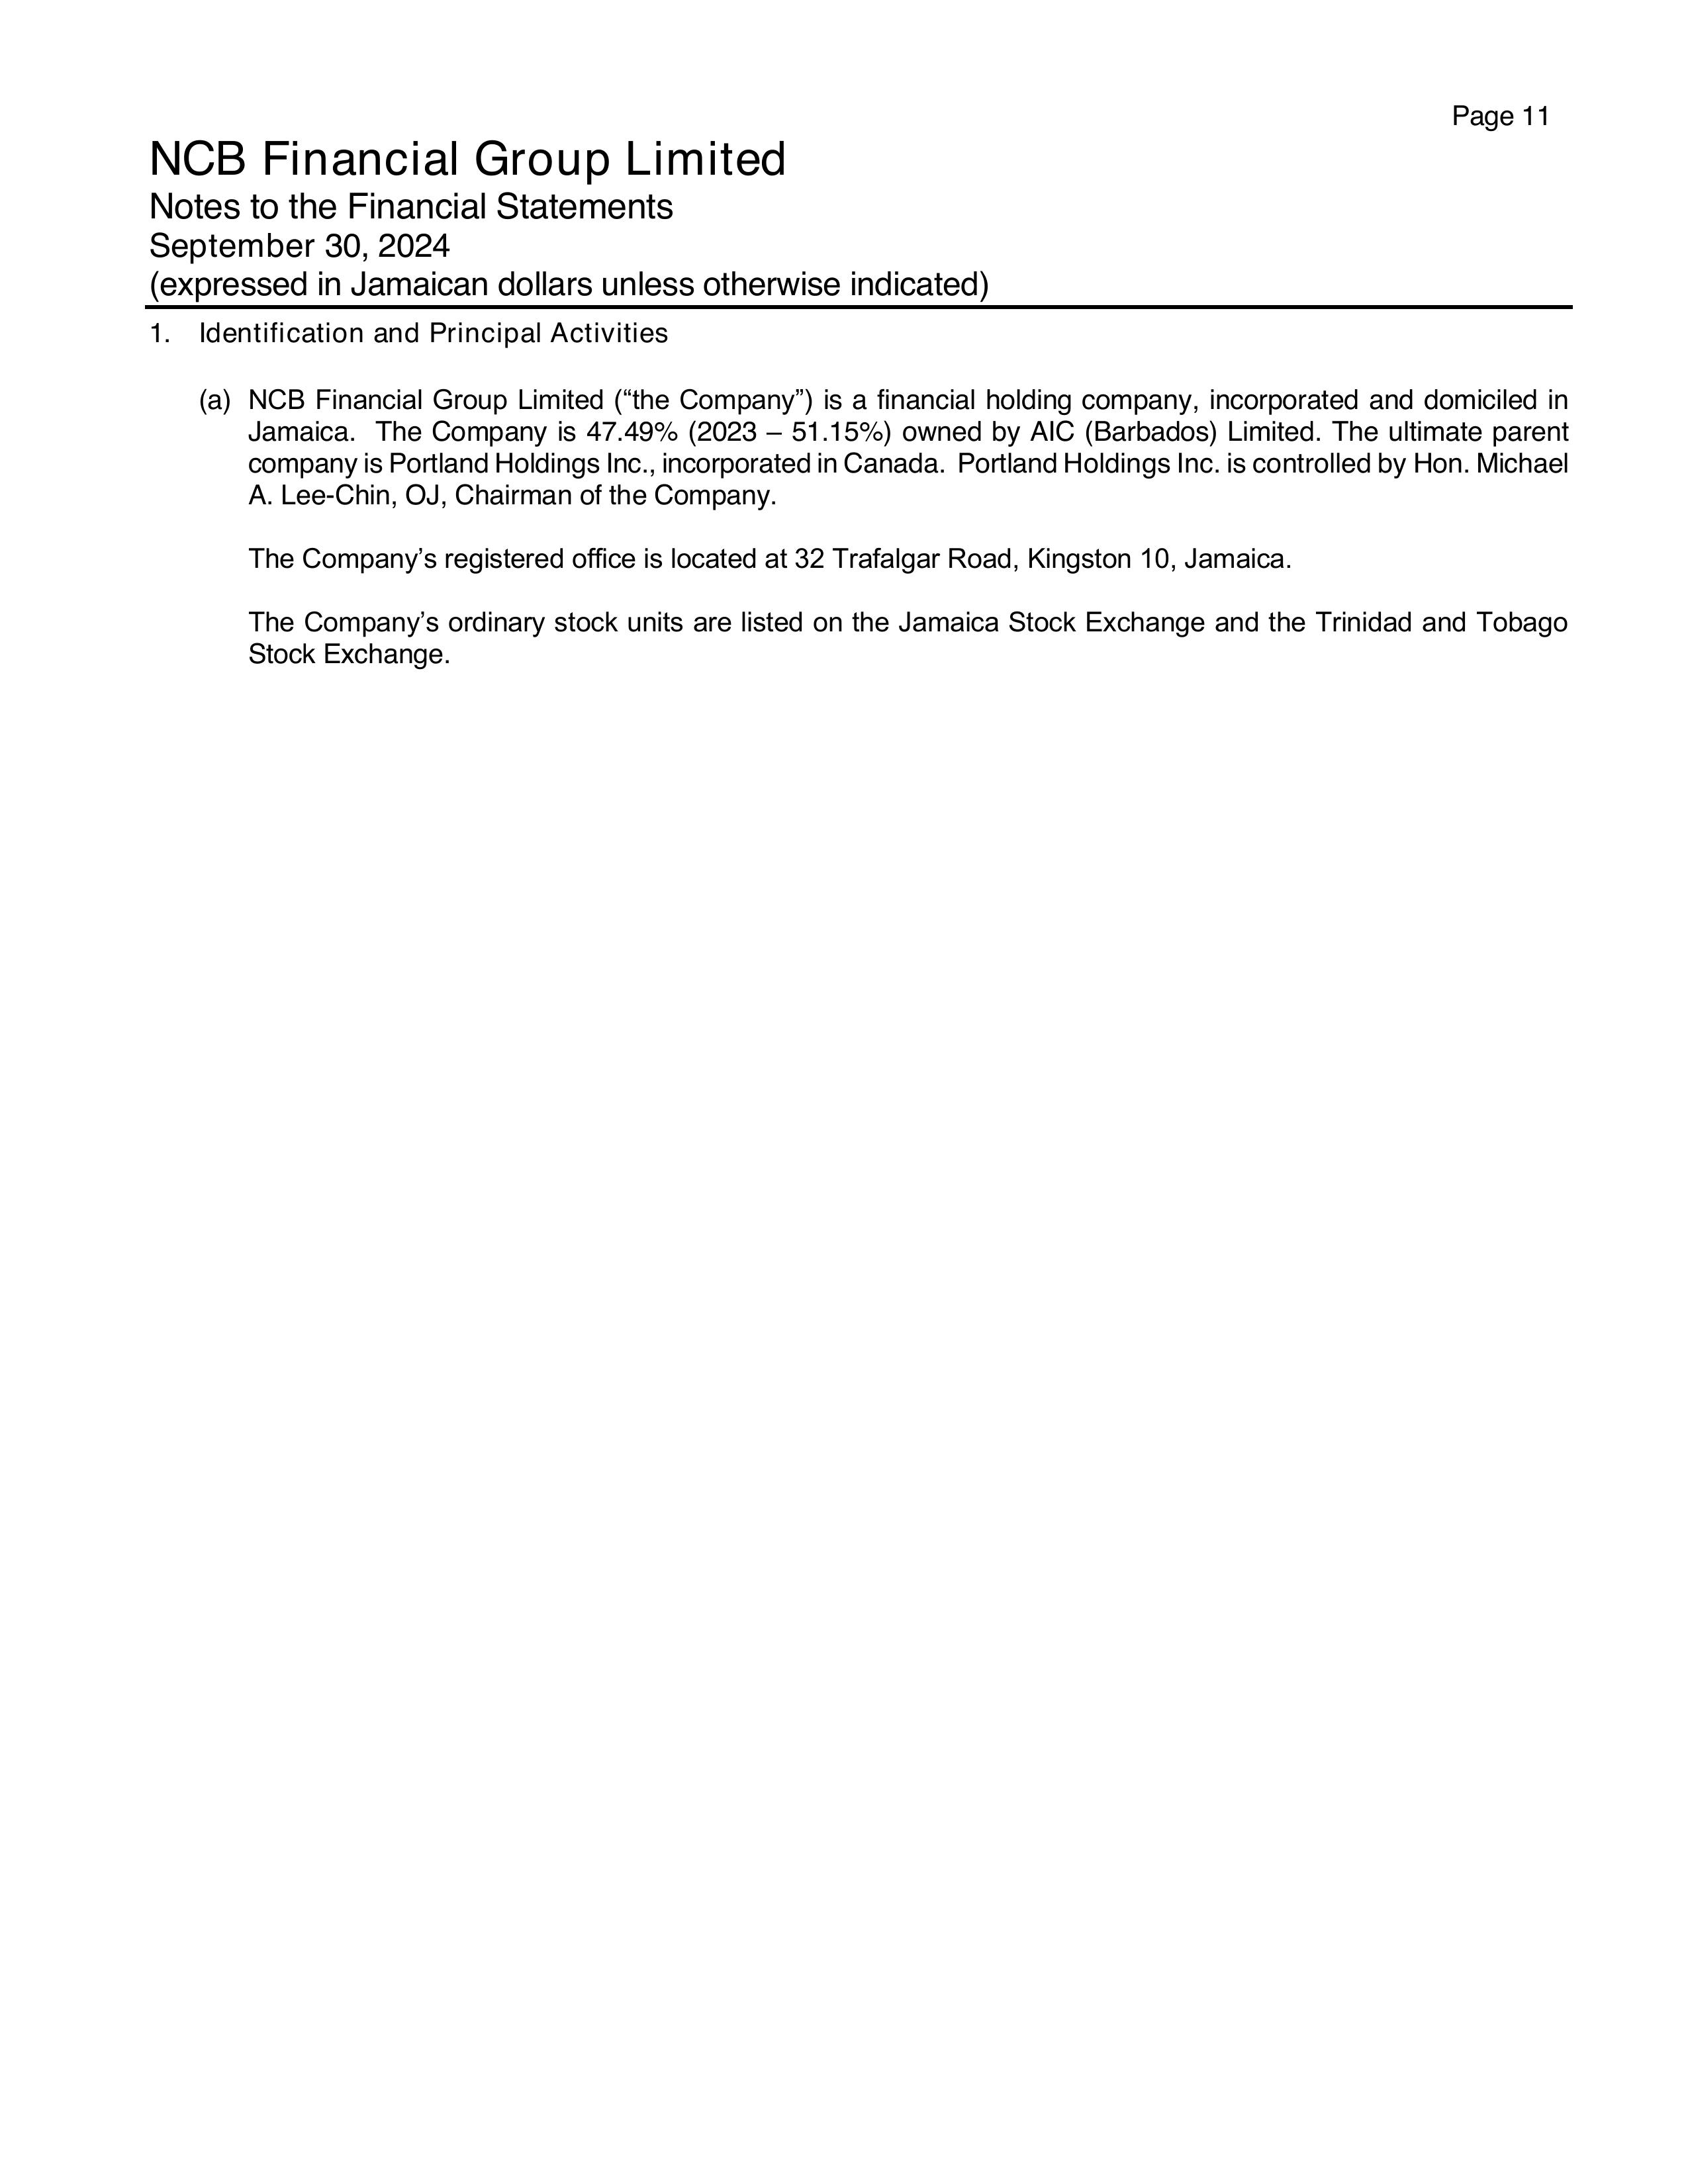 Page 11
NCB Financial Group Limited
Notes to the Financial Statements
September 30, 2024
(expressed in Jamaican dollars unless otherwise indicated)
1. Identification and Principal Activities
(a) NCB Financial Group Limited (“the Company”) is a financial holding company, incorporated and domiciled in
Jamaica. The Company is 47.49% (2023 – 51.15%) owned by AIC (Barbados) Limited. The ultimate parent
company is Portland Holdings Inc., incorporated in Canada. Portland Holdings Inc. is controlled by Hon. Michael
A. Lee-Chin, OJ, Chairman of the Company.
The Company’s registered office is located at 32 Trafalgar Road, Kingston 10, Jamaica.
The Company’s ordinary stock units are listed on the Jamaica Stock Exchange and the Trinidad and Tobago
Stock Exchange.